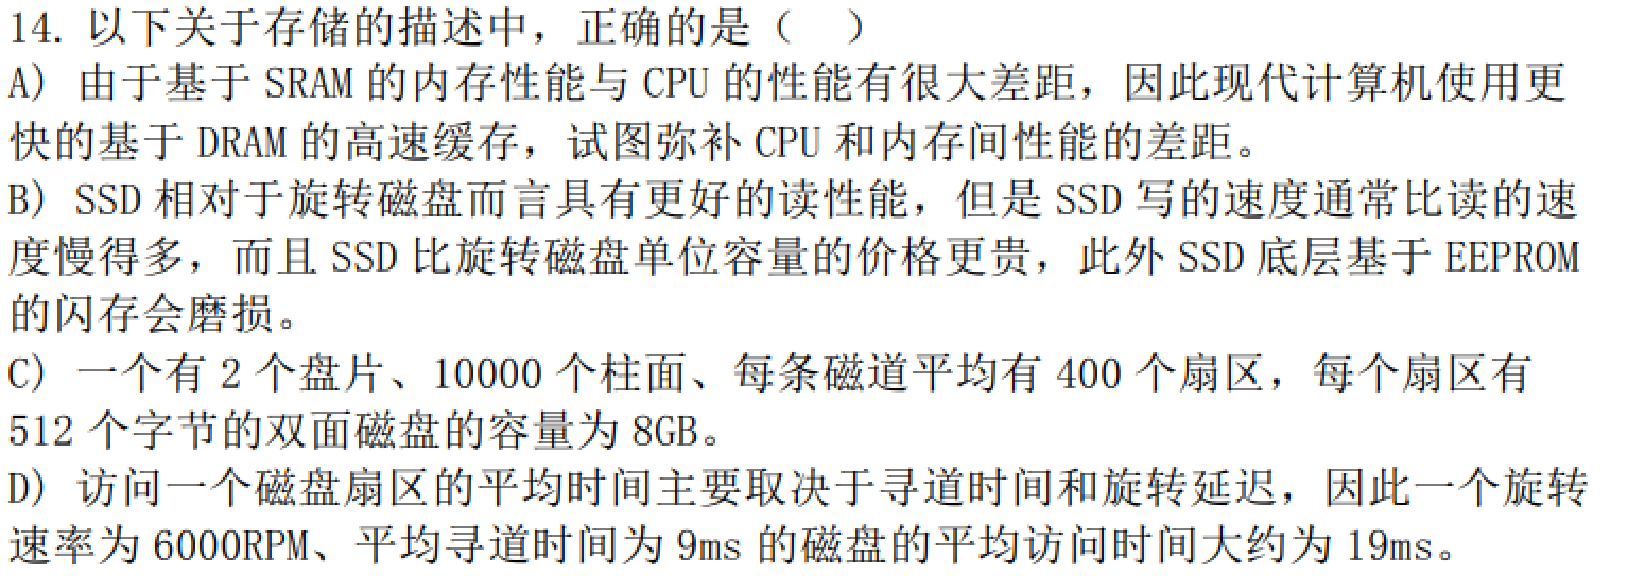 14. 以下关于存储的描述中，正确的是（　）
A) 由于基于 SRAM 的内存性能与 CPU 的性能有很大差距，因此现代计算机使用更
快的基于 DRAM 的高速缓存，试图弥补 CPU 和内存间性能的差距。
B) SSD 相对于旋转磁盘而言具有更好的读性能，但是 SSD 写的速度通常比读的速
度慢得多，而且 SSD 比旋转磁盘单位容量的价格更贵，此外 SSD 底层基于 EEPROM
的闪存会磨损。
C) 一个有 2 个盘片、10000 个柱面、每条磁道平均有 400 个扇区，每个扇区有
512 个字节的双面磁盘的容量为 8GB。
D) 访问一个磁盘扇区的平均时间主要取决于寻道时间和旋转延迟，因此一个旋转
速率为 6000RPM、平均寻道时间为 9ms 的磁盘的平均访问时间大约为 19ms。